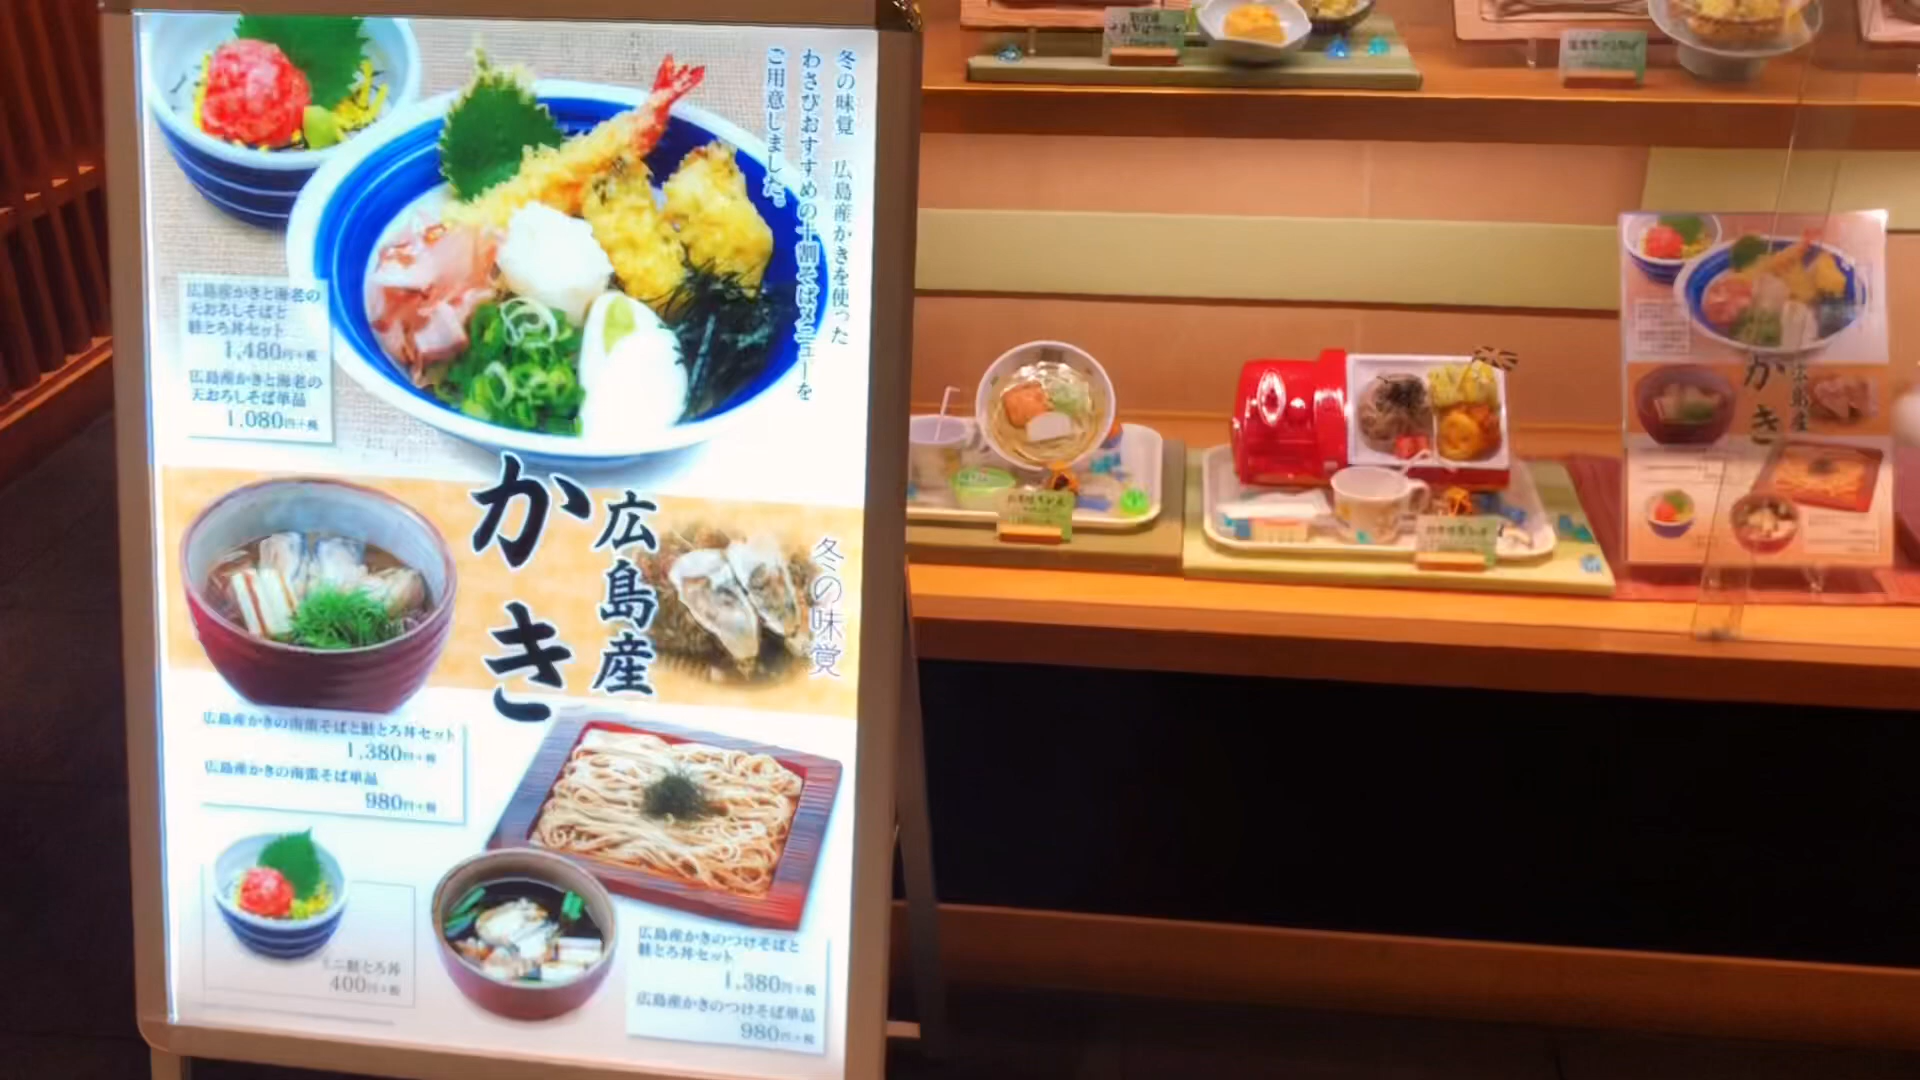 冬の味覚 広島産かきを使った
わさびおすすめの十割そばメニューを
ご用意しました。
広島産かきと海老の
天おろしそばと
鮭とろ丼セット
1,480円+税
広島産かきと海老の
天おろしそば単品
1,080円+税
広島産
かき
冬の味覚
広島産かきの南蛮そばと鮭とろ丼セット
1,380円+税
広島産かきの南蛮そば単品
980円+税
ミニ鮭とろ丼
400円+税
広島産かきのつけそばと
鮭とろ丼セット
1,380円+税
広島産かきのつけそば単品
980円+税
広島産
かき